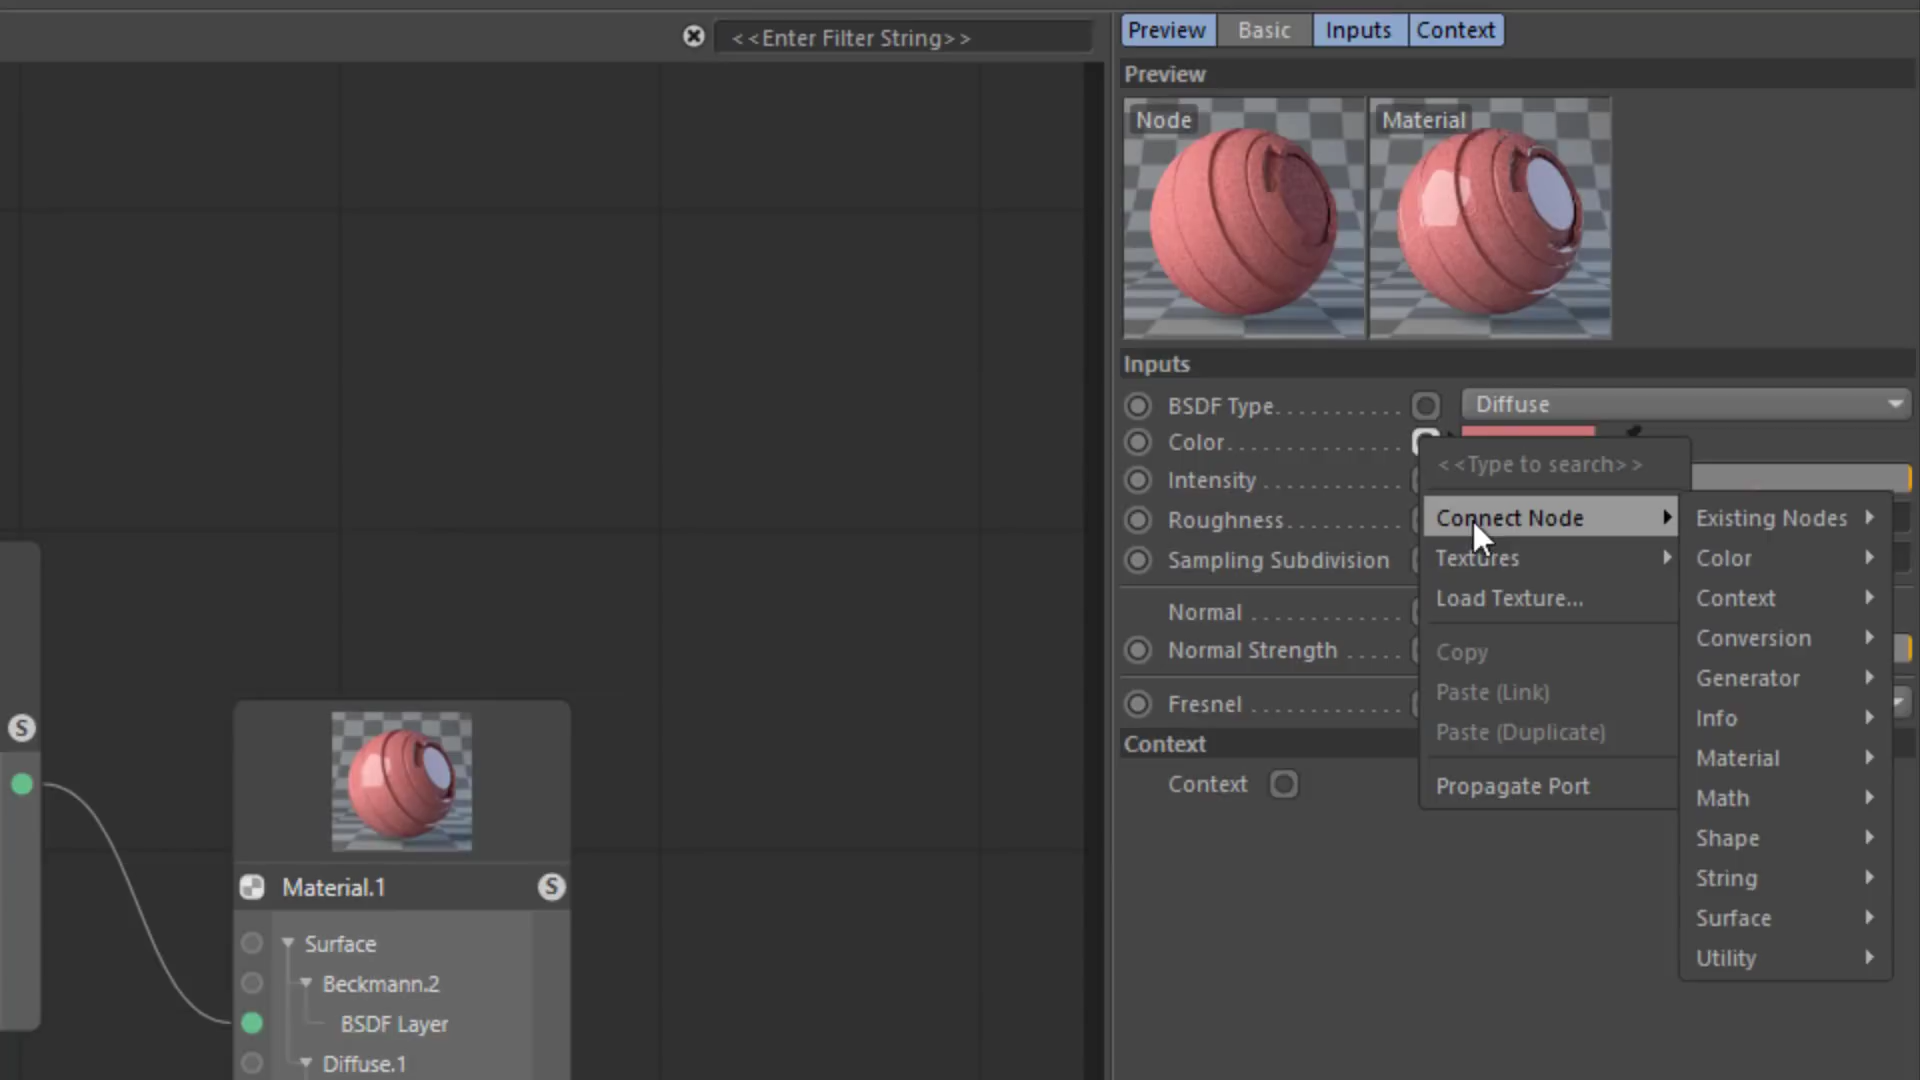 <<Enter Filter String>>
Preview Basic Inputs Context
Preview
Node
Material
Inputs
BSDF Type
Diffuse
Color
Intensity
Roughness
Sampling Subdivision
Normal
Normal Strength
Fresnel
Context
Context
<<Type to search>>
Connect Node
Textures
Load Texture...
Copy
Paste (Link)
Paste (Duplicate)
Propagate Port
Existing Nodes
Color
Context
Conversion
Generator
Info
Material
Math
Shape
String
Surface
Utility
S
Material.1
S
Surface
Beckmann.2
BSDF Layer
Diffuse.1